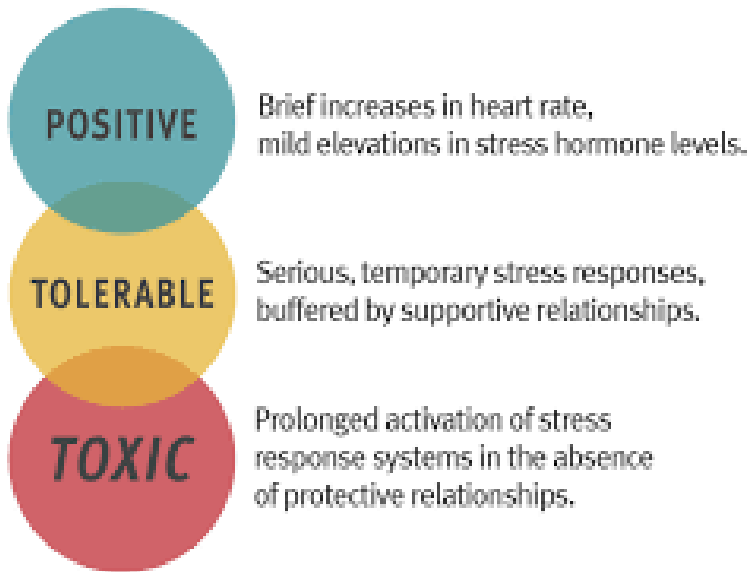 POSITIVE
Brief increases in heart rate,
mild elevations in stress hormone levels.
TOLERABLE
Serious, temporary stress responses,
buffered by supportive relationships.
TOXIC
Prolonged activation of stress
response systems in the absence
of protective relationships.